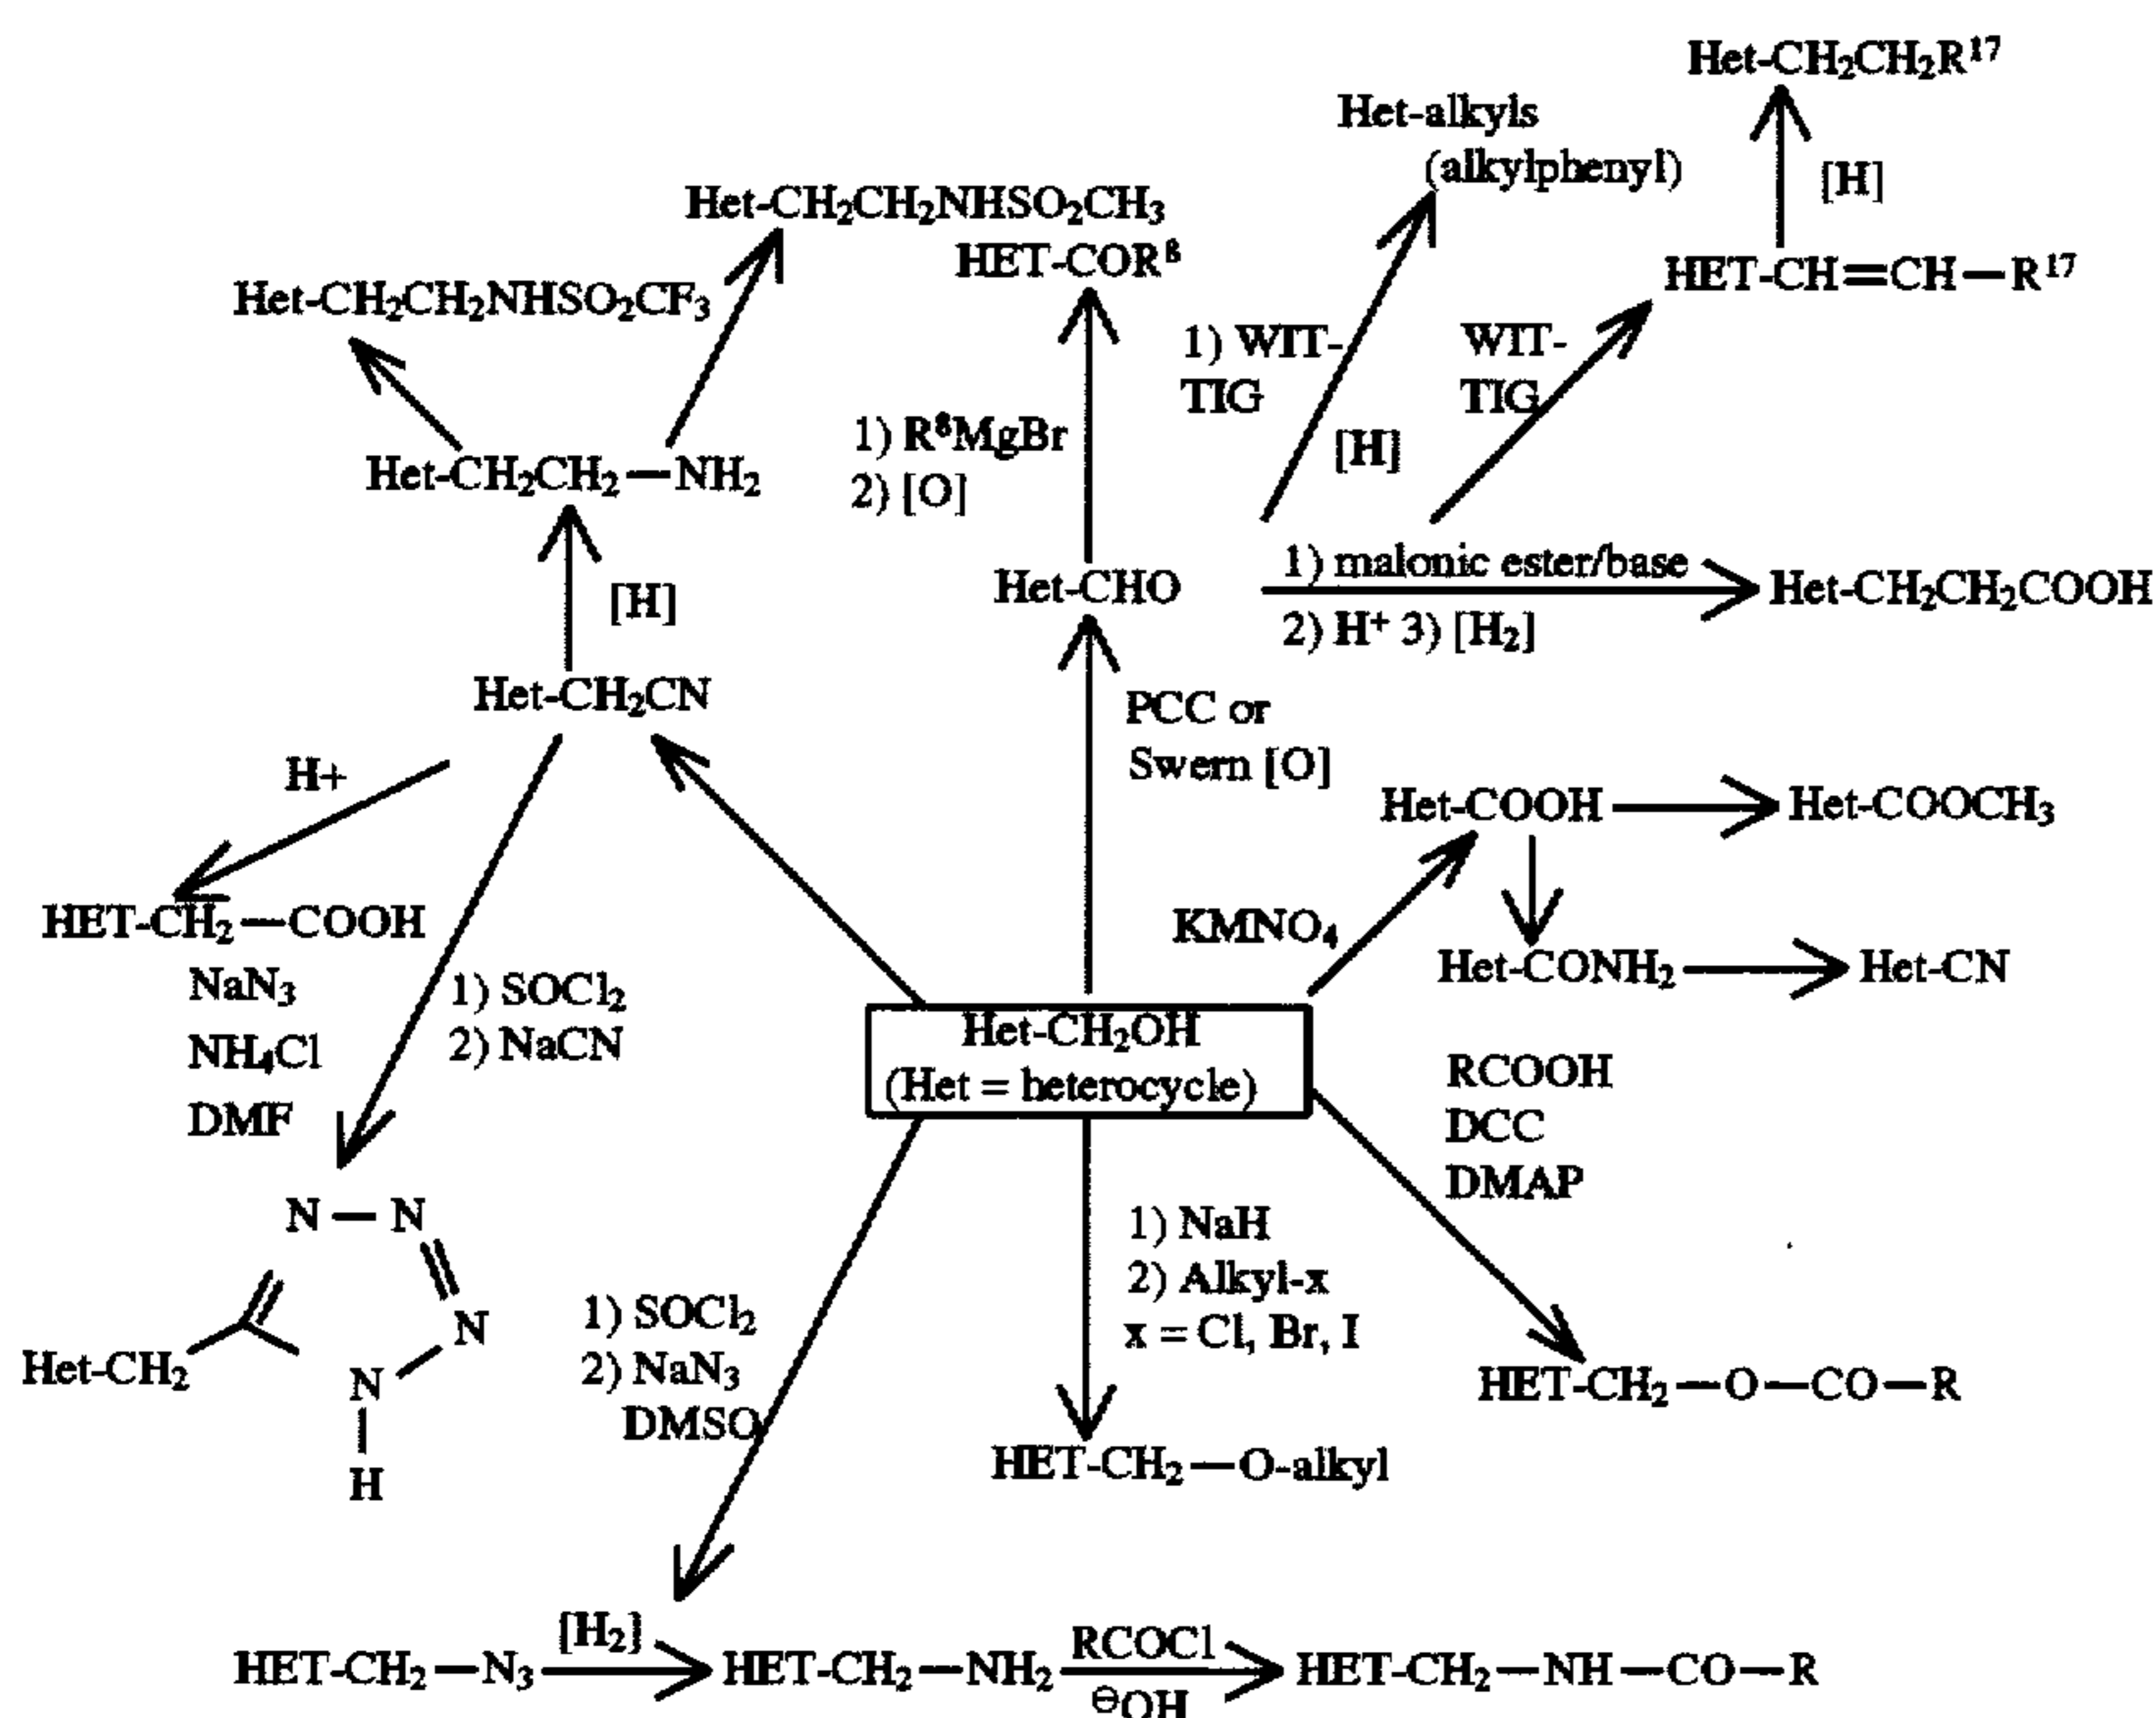 Het-CH₂CH₂R¹⁷
Het-alkyls
(alkylphenyl)
[H]
Het-CH₂CH₂NHSO₂CH₃
HET-COR⁸
Het-CH₂CH₂NHSO₂CF₃
HET-CH=CH—R¹⁷
1) WIT-
TIG
WIT-
TIG
1) R⁸MgBr
2) [O]
[H]
Het-CH₂CH₂—NH₂
[H]
Het-CHO
1) malonic ester/base
2) H⁺ 3) [H₂]
Het-CH₂CH₂COOH
Het-CH₂CN
PCC or
Swern [O]
H+
Het-COOH
Het-COOCH₃
HET-CH₂—COOH
KMNO₄
Het-CONH₂
Het-CN
NaN₃
NH₄Cl
DMF
1) SOCl₂
2) NaCN
Het-CH₂OH
(Het = heterocycle)
RCOOH
DCC
DMAP
N—N
N
Het-CH₂
N
H
1) NaH
2) Alkyl-x
x = Cl, Br, I
1) SOCl₂
2) NaN₃
DMSO
HET-CH₂—O—CO—R
HET-CH₂—O-alkyl
HET-CH₂—N₃
[H₂]
HET-CH₂—NH₂
RCOCl
⊖OH
HET-CH₂—NH—CO—R